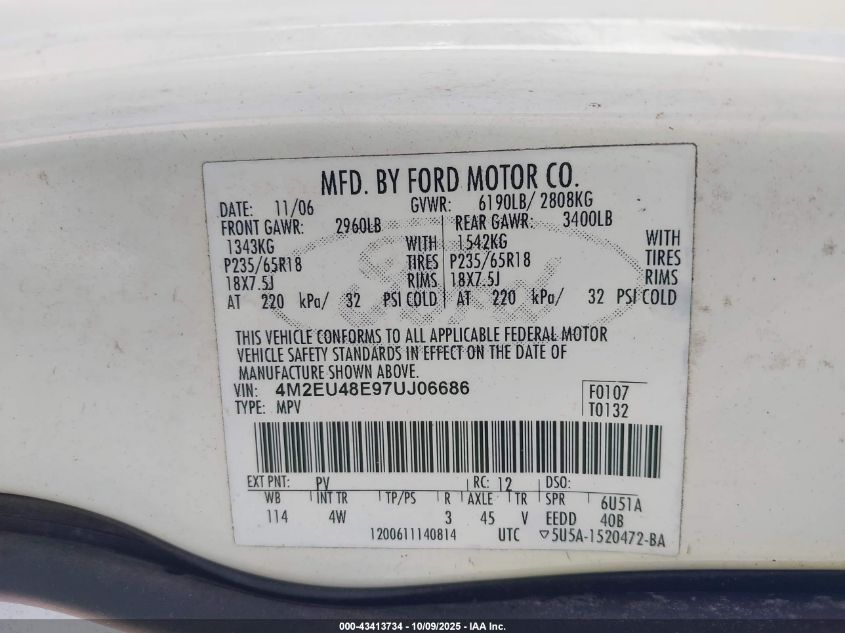 MFD. BY FORD MOTOR CO.
DATE: 11/06 GVWR: 6190LB/ 2808KG
FRONT GAWR: 2960LB REAR GAWR: 3400LB
1343KG WITH 1542KG WITH
P235/65R18 TIRES P235/65R18 TIRES
18X7.5J RIMS 18X7.5J RIMS
AT 220 kPa/ 32 PSI COLD AT 220 kPa/ 32 PSI COLD
THIS VEHICLE CONFORMS TO ALL APPLICABLE FEDERAL MOTOR
VEHICLE SAFETY STANDARDS IN EFFECT ON THE DATE OF
MANUFACTURE SHOWN ABOVE.
VIN: 4M2EU48E97UJ06686 F0107
TYPE: MPV T0132
EXT PNT: PV RC: 12 DSO:
WB INT TR TP/PS R AXLE TR SPR 6U51A
114 4W 3 45 V EEDD 40B
1200611140814 UTC ▽5U5A-1520472-BA
000-43413734 - 10/09/2025 - IAA Inc.